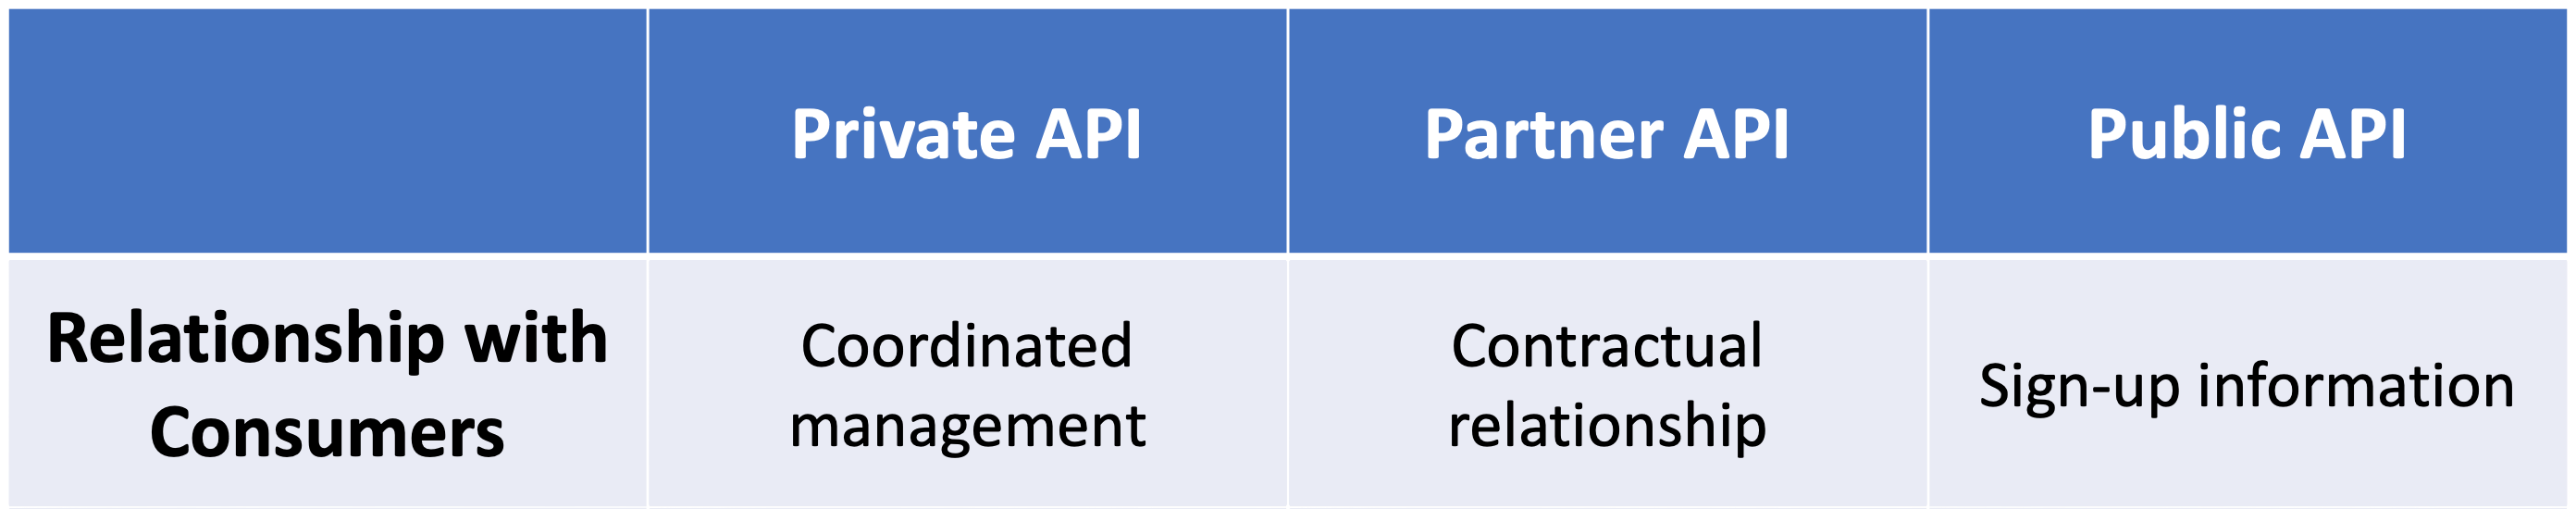 Private API
Partner API
Public API
Relationship with
Consumers
Coordinated
management
Contractual
relationship
Sign-up information